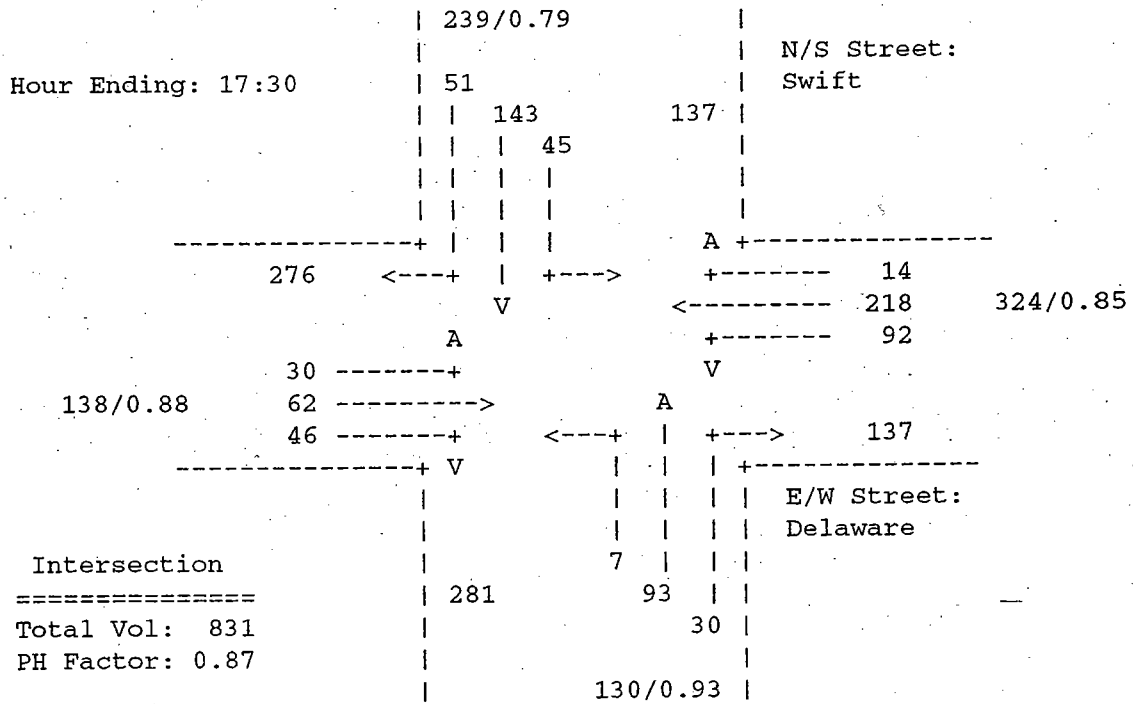 239/0.79
N/S Street:
Hour Ending: 17:30 51 Swift
143 137
45
A
276 <---+ | +---> +------- 14
V <--------- 218 324/0.85
A +------- 92
30 -------+ V
138/0.88 62 ---------> A
46 -------+ <---+ | +---> 137
V
E/W Street:
Delaware
Intersection 7
=============== 281 93
Total Vol: 831 30
PH Factor: 0.87
130/0.93